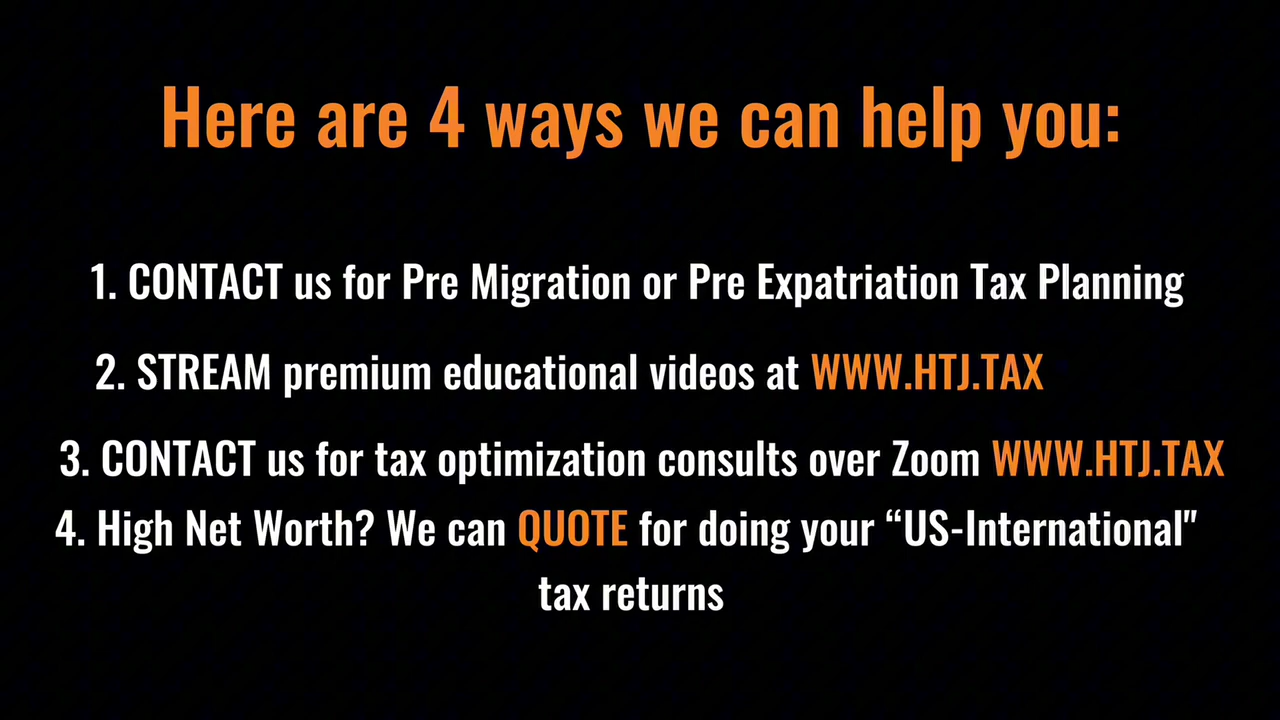 Here are 4 ways we can help you:
1. CONTACT us for Pre Migration or Pre Expatriation Tax Planning
2. STREAM premium educational videos at WWW.HTJ.TAX
3. CONTACT us for tax optimization consults over Zoom WWW.HTJ.TAX
4. High Net Worth? We can QUOTE for doing your “US-International"
tax returns